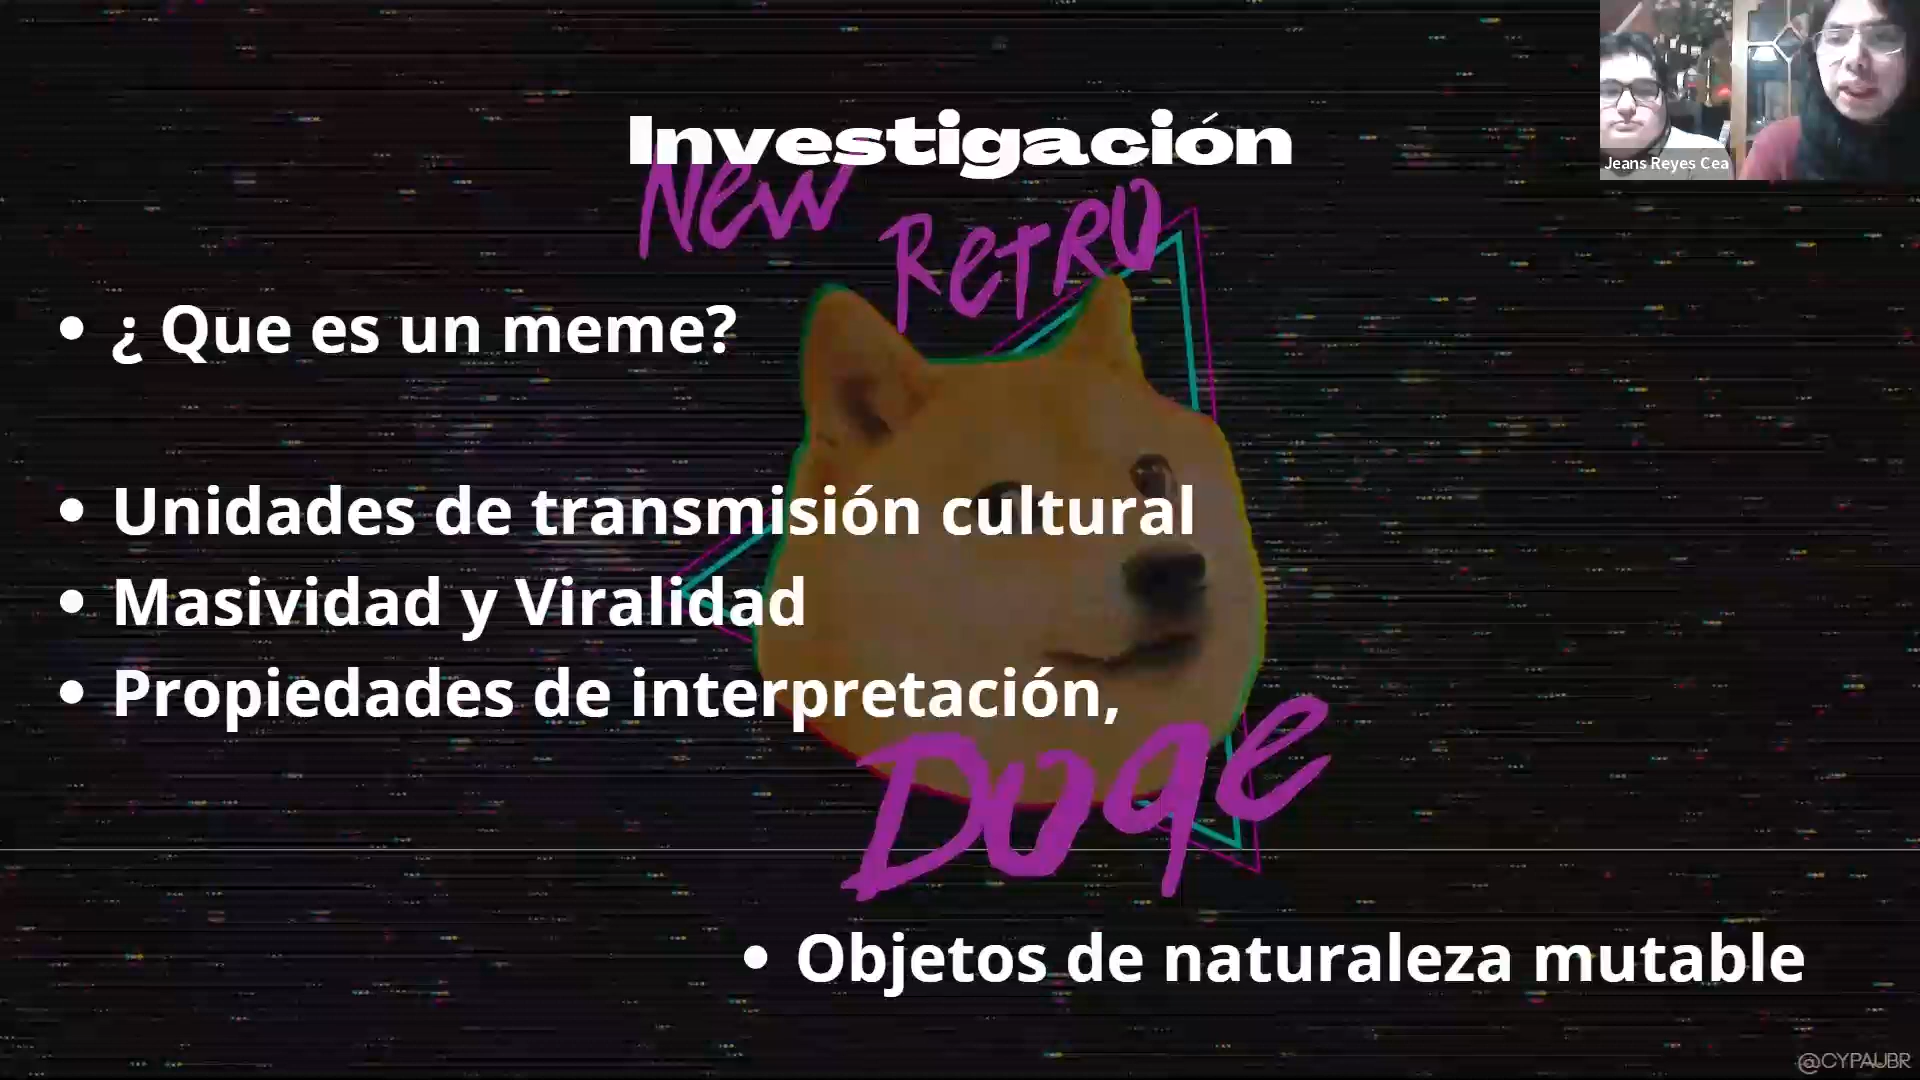 Investigación
New
Retro
¿ Que es un meme?
Unidades de transmisión cultural
Masividad y Viralidad
Propiedades de interpretación,
Doge
Objetos de naturaleza mutable
Jeans Reyes Cea
@CYPAUBR